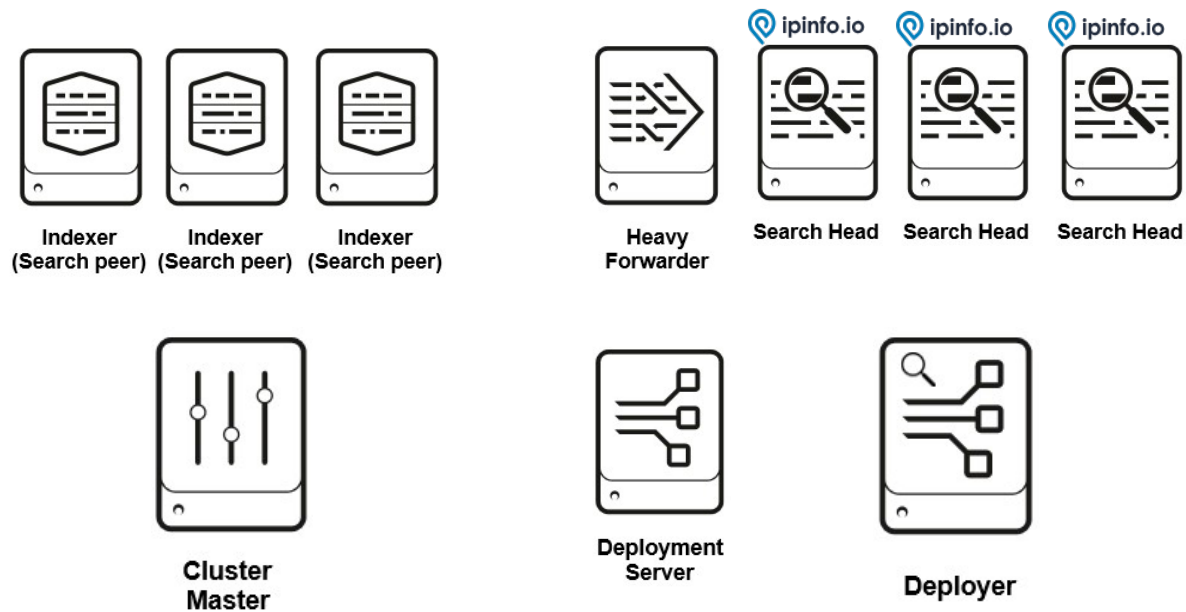 ipinfo.io
ipinfo.io
ipinfo.io
Indexer
(Search peer)
Indexer
(Search peer)
Indexer
(Search peer)
Heavy
Forwarder
Search Head
Search Head
Search Head
Cluster
Master
Deployment
Server
Deployer